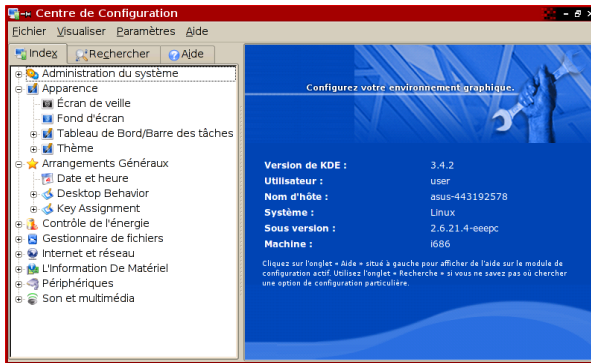 Centre de Configuration
Eichier Visualiser Paramètres Aide
Index Rechercher Aide
Administration du système
Apparence
Écran de veille
Fond d'écran
Tableau de Bord/Barre des tâches
Thème
Arrangements Généraux
Date et heure
Desktop Behavior
Key Assignment
Contrôle de l'énergie
Gestionnaire de fichiers
Internet et réseau
L'Information De Matériel
Périphériques
Son et multimédia
Configurez votre environnement graphique.
Version de KDE : 3.4.2
Utilisateur : user
Nom d'hôte : asus-443192578
Système : Linux
Sous version : 2.6.21.4-eeepc
Machine : i686
Cliquez sur l'onglet « Aide » situé à gauche pour afficher de l'aide sur le module de
configuration actif. Utilisez l'onglet « Recherche » si vous ne savez pas où chercher
une option de configuration particulière.